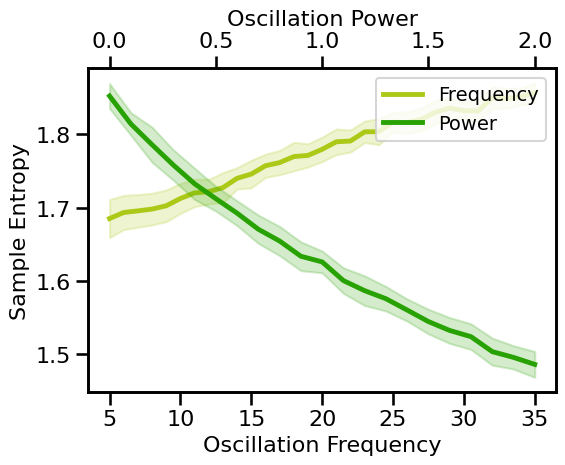 Oscillation Power
0.0 0.5 1.0 1.5 2.0
Frequency
Power
Sample Entropy
1.8
1.7
1.6
1.5
5 10 15 20 25 30 35
Oscillation Frequency